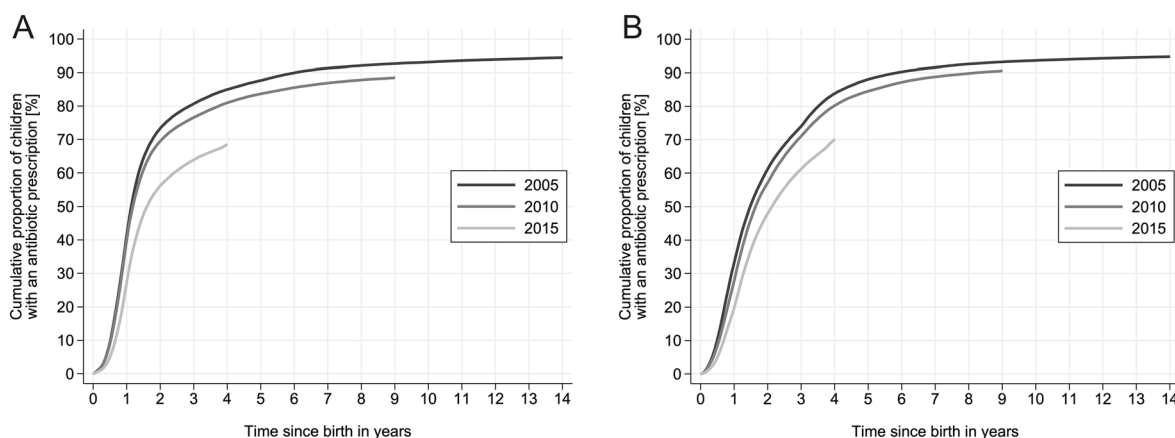 A
Cumulative proportion of children
with an antibiotic prescription [%]
100
90
80
70
60
50
40
30
20
10
0
0 1 2 3 4 5 6 7 8 9 10 11 12 13 14
Time since birth in years
2005
2010
2015
B
Cumulative proportion of children
with an antibiotic prescription [%]
100
90
80
70
60
50
40
30
20
10
0
0 1 2 3 4 5 6 7 8 9 10 11 12 13 14
Time since birth in years
2005
2010
2015